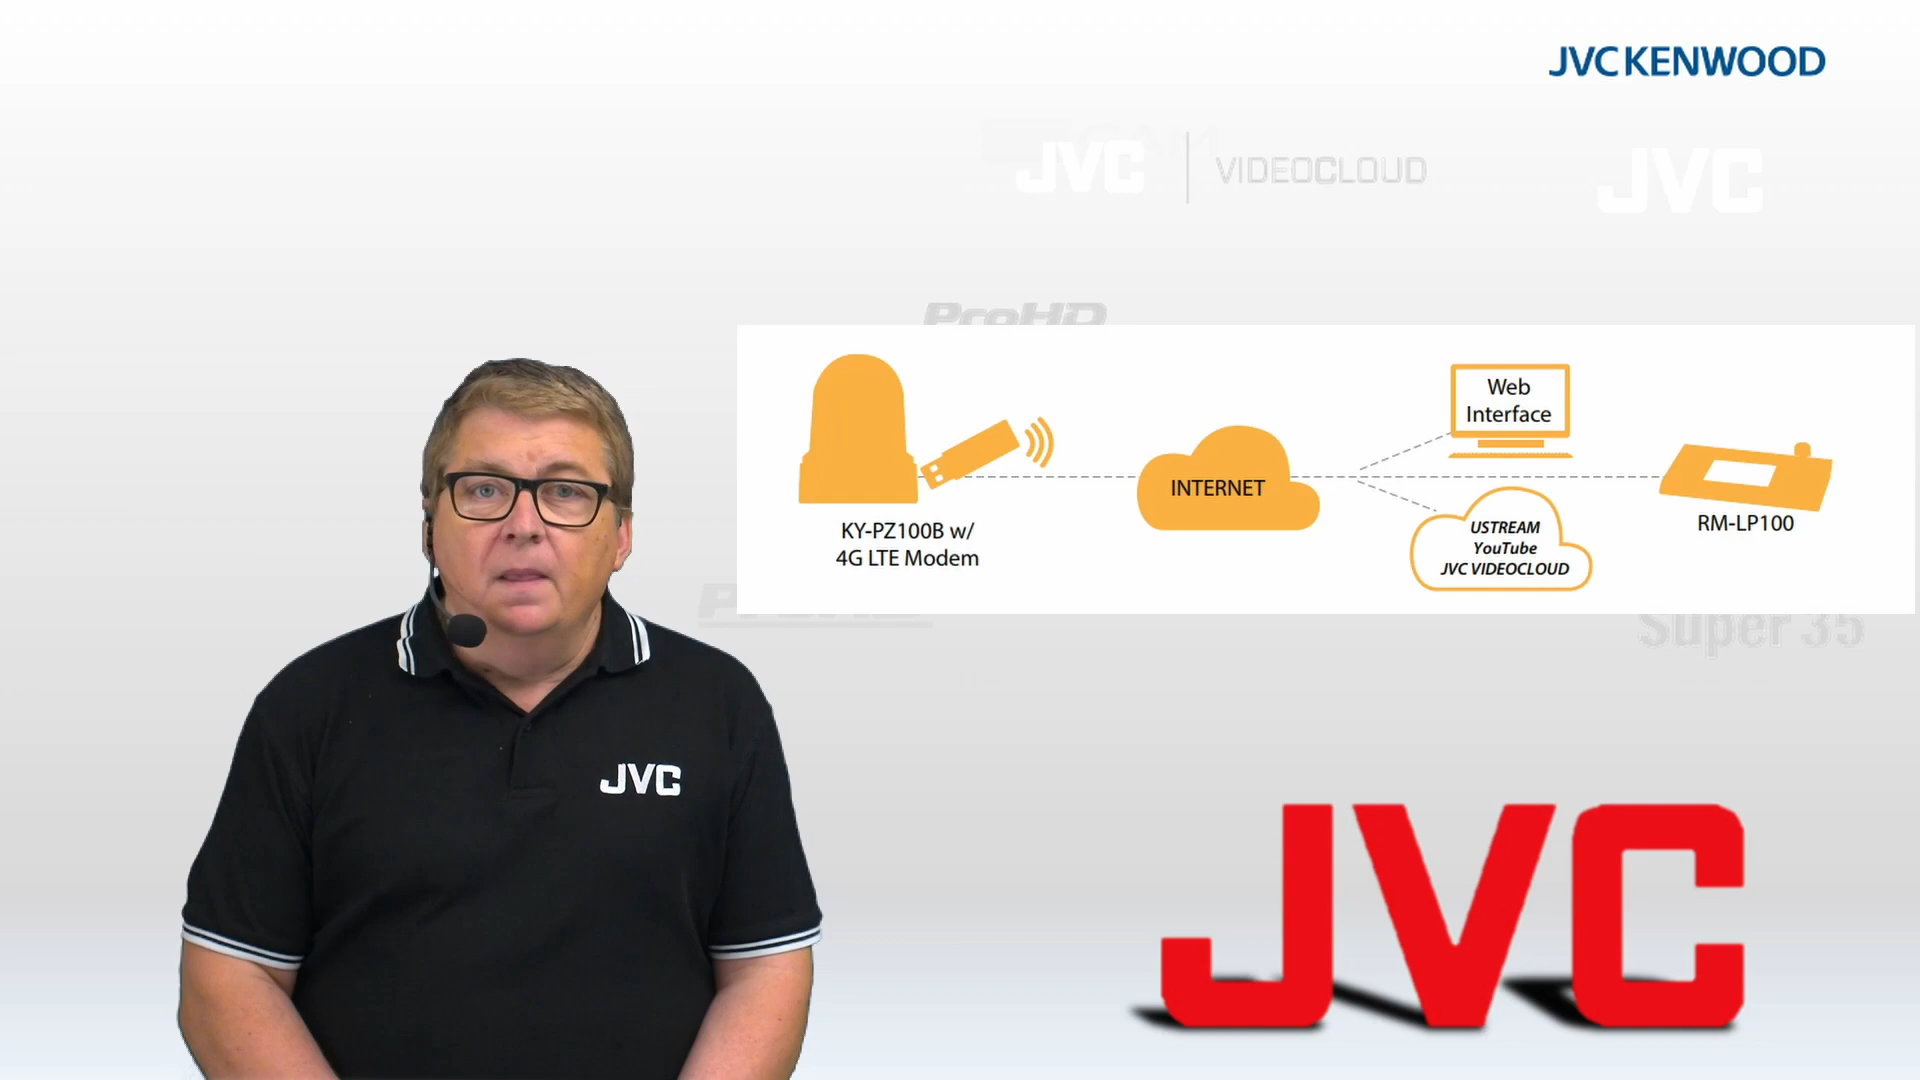 JVCKENWOOD
JVC | VIDEOCLOUD
JVC
ProHD
Web
Interface
INTERNET
KY-PZ100B w/
4G LTE Modem
USTREAM
YouTube
JVC VIDEOCLOUD
RM-LP100
ProHD
Super 35
JVC
JVC